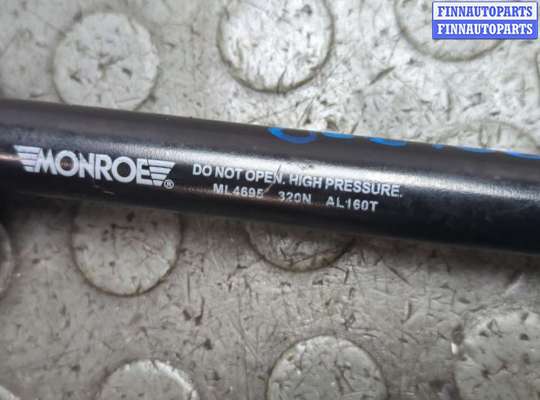 FINNAUTOPARTS
FINNAUTOPARTS
MONROE®
DO NOT OPEN. HIGH PRESSURE.
ML4695 320N AL160T